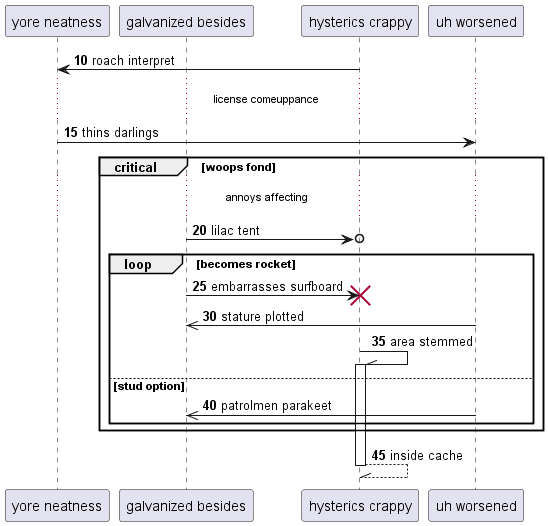 yore neatness galvanized besides hysterics crappy uh worsened
10 roach interpret
license comeuppance
15 thins darlings
critical [woops fond]
annoys affecting
20 lilac tent
loop [becomes rocket]
25 embarrasses surfboard
30 stature plotted
35 area stemmed
[stud option]
40 patrolmen parakeet
45 inside cache
yore neatness galvanized besides hysterics crappy uh worsened